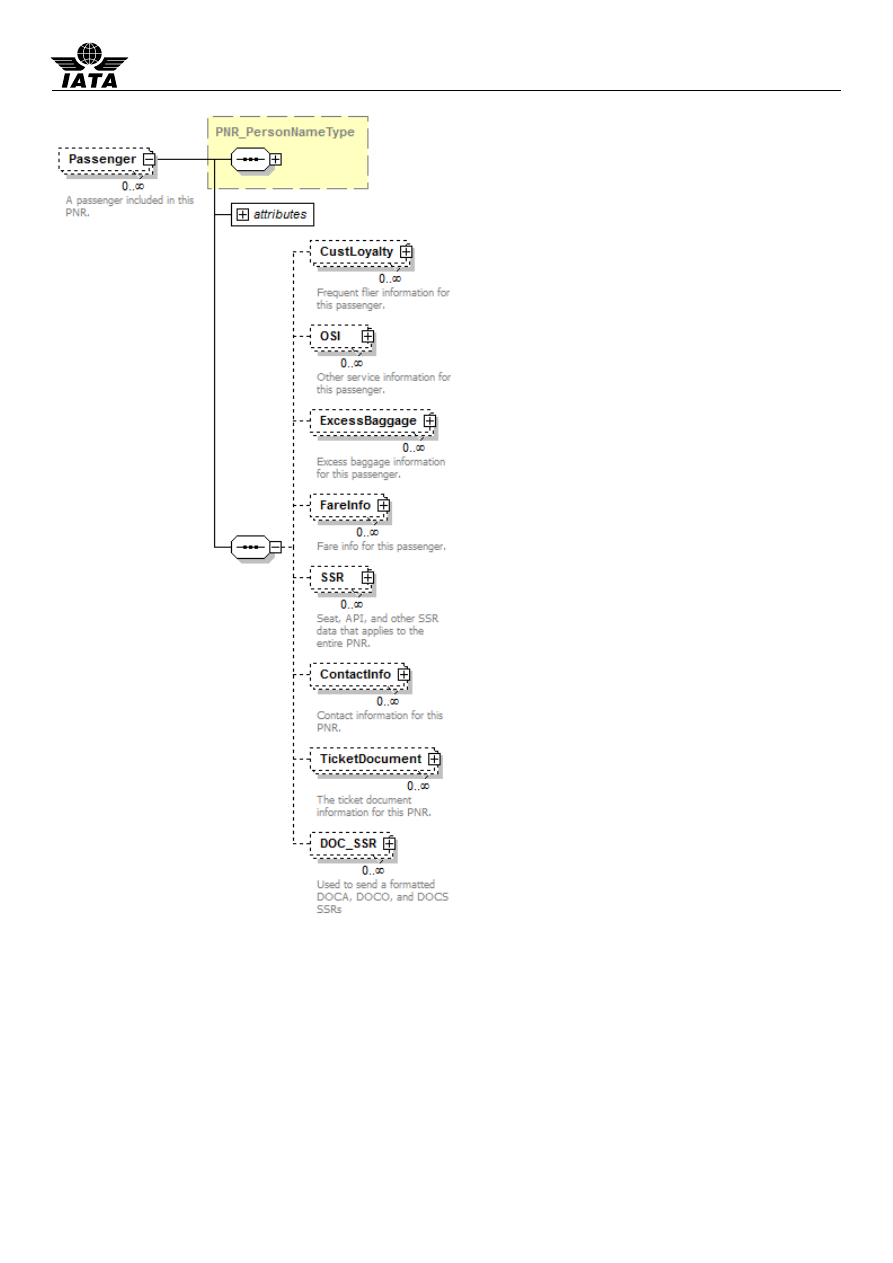 IATA
PNR_PersonNameType
Passenger
0..∞
A passenger included in this
PNR.
attributes
CustLoyalty
0..∞
Frequent flier information for
this passenger.
OSI
0..∞
Other service information for
this passenger.
ExcessBaggage
0..∞
Excess baggage information
for this passenger.
FareInfo
0..∞
Fare info for this passenger.
SSR
0..∞
Seat, API, and other SSR
data that applies to the
entire PNR.
ContactInfo
0..∞
Contact information for this
PNR.
TicketDocument
0..∞
The ticket document
information for this PNR.
DOC_SSR
0..∞
Used to send a formatted
DOCA, DOCO, and DOCS
SSRs